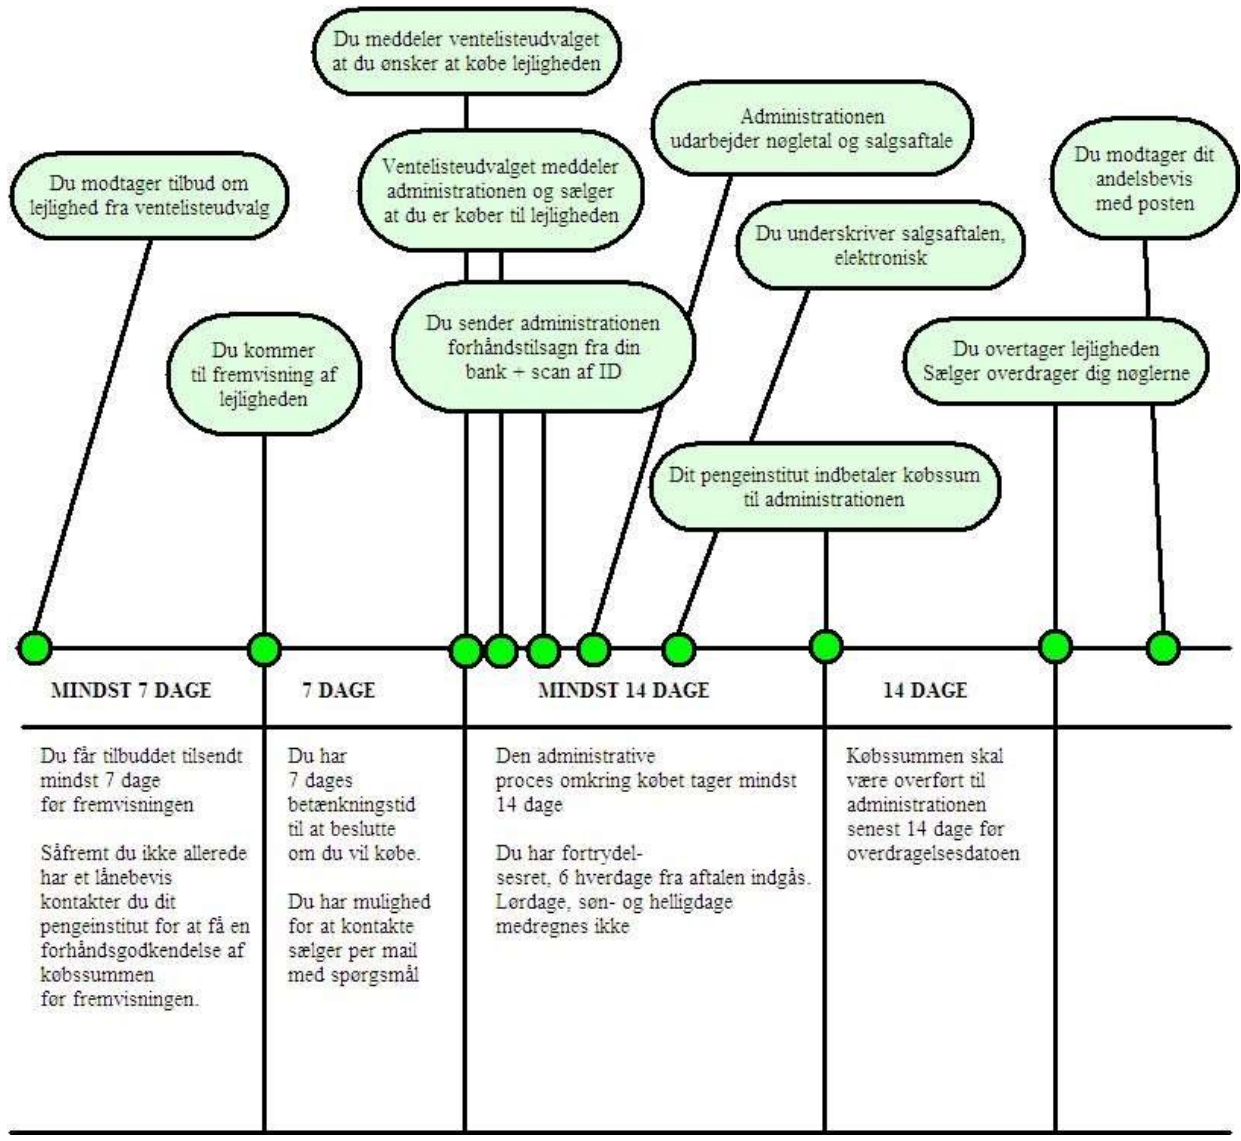 Du meddeler ventelisteudvalget
at du ønsker at købe lejligheden
Administrationen
udarbejder nøgletal og salgsaftale
Du modtager dit
andelsbevis
med posten
Ventelisteudvalget meddeler
administrationen og sælger
at du er køber til lejligheden
Du modtager tilbud om
lejlighed fra ventelisteudvalg
Du underskriver salgsaftalen,
elektronisk
Du sender administrationen
forhåndstilsagn fra din
bank + scan af ID
Du kommer
til fremvisning af
lejligheden
Du overtager lejligheden
Sælger overdrager dig nøglerne
Dit pengeinstitut indbetaler købssum
til administrationen
MINDST 7 DAGE
7 DAGE
MINDST 14 DAGE
14 DAGE
Du får tilbuddet tilsendt
mindst 7 dage
før fremvisningen
Såfremt du ikke allerede
har et lånebevis
kontakter du dit
pengeinstitut for at få en
forhåndsgodkendelse af
købssummen
før fremvisningen.
Du har
7 dages
betænkningstid
til at beslutte
om du vil købe.
Du har mulighed
for at kontakte
sælger per mail
med spørgsmål
Den administrative
proces omkring købet tager mindst
14 dage
Du har fortrydel-
sesret, 6 hverdage fra aftalen indgås.
Lørdage, søn- og helligdage
medregnes ikke
Købssummen skal
være overført til
administrationen
senest 14 dage før
overdragelsesdatoen